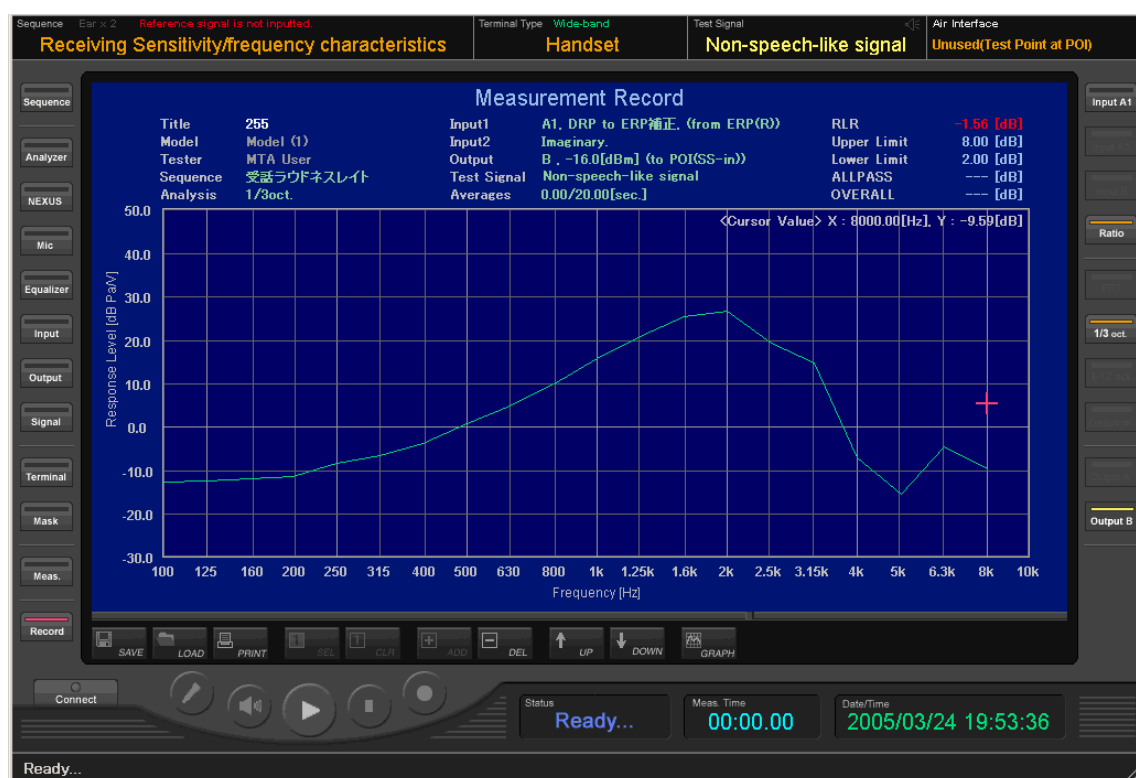 Sequence Ear x 2 Reference signal is not inputted.
Receiving Sensitivity/frequency characteristics
Terminal Type Wide-band
Handset
Test Signal
Non-speech-like signal
Air Interface
Unused(Test Point at POI)
Sequence
Analyzer
NEXUS
Mic
Equalizer
Input
Output
Signal
Terminal
Mask
Meas.
Record
Measurement Record
Title 255
Model Model (1)
Tester MTA User
Sequence 受話ラウドネスレイト
Analysis 1/3oct.
Input1 A1, DRP to ERP補正, (from ERP(R))
Input2 Imaginary.
Output B , -16.0[dBm] (to POI(SS-in))
Test Signal Non-speech-like signal
Averages 0.00/20.00[sec.]
RLR -1.56 [dB]
Upper Limit 8.00 [dB]
Lower Limit 2.00 [dB]
ALLPASS --- [dB]
OVERALL --- [dB]
<Cursor Value> X : 8000.00[Hz], Y : -9.59[dB]
Response Level [dB Pa/V]
50.0
40.0
30.0
20.0
10.0
0.0
-10.0
-20.0
-30.0
100 125 160 200 250 315 400 500 630 800 1k 1.25k 1.6k 2k 2.5k 3.15k 4k 5k 6.3k 8k 10k
Frequency [Hz]
Input A1
Input A2
Input B
Ratio
FFT
1/3 oct.
1/12 oct.
Output A
Output B
SAVE LOAD PRINT 1 SEL 1 CLR ADD DEL UP DOWN GRAPH
Connect
Status
Ready...
Meas. Time
00:00.00
Date/Time
2005/03/24 19:53:36
Ready...